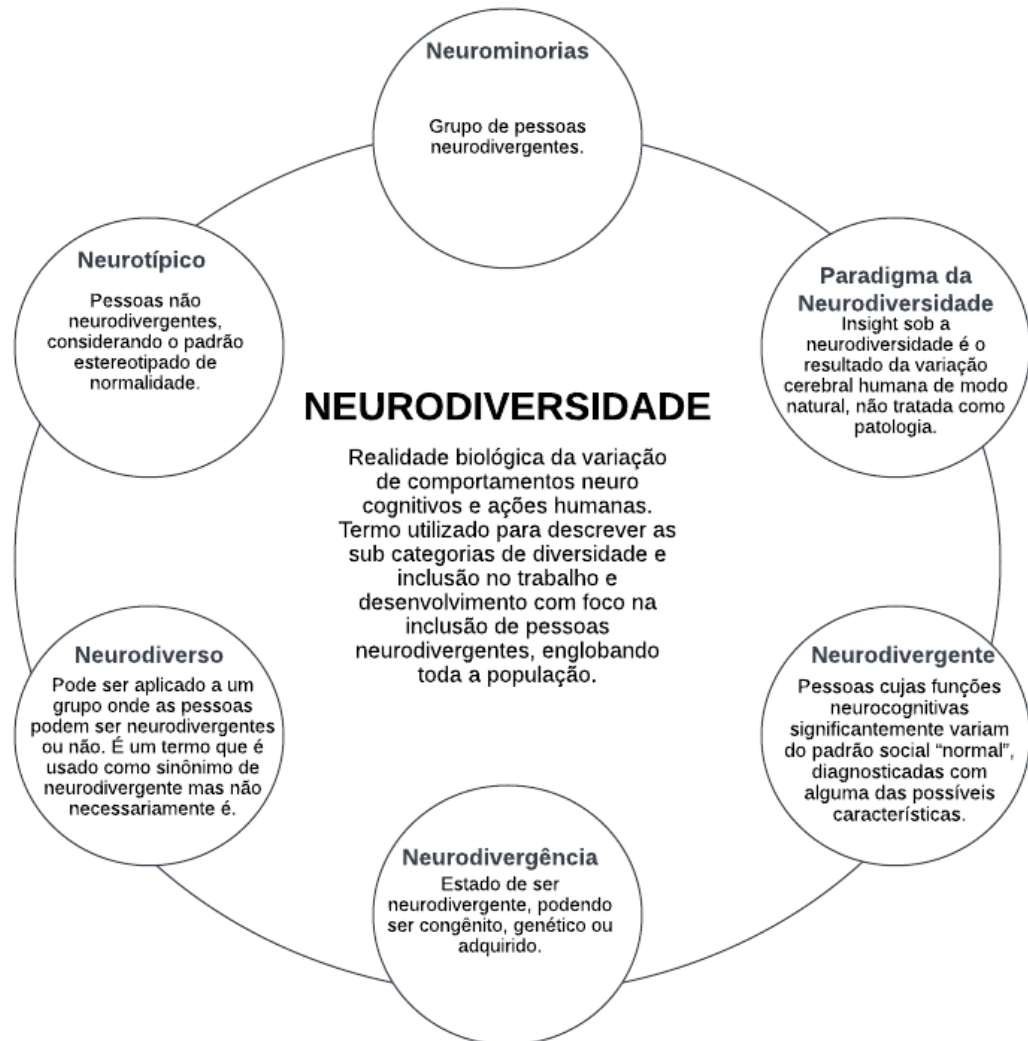 Neurominorias
Grupo de pessoas
neurodivergentes.
Neurotípico
Pessoas não
neurodivergentes,
considerando o padrão
estereotipado de
normalidade.
Paradigma da
Neurodiversidade
Insight sob a
neurodiversidade é o
resultado da variação
cerebral humana de modo
natural, não tratada como
patologia.
NEURODIVERSIDADE
Realidade biológica da variação
de comportamentos neuro
cognitivos e ações humanas.
Termo utilizado para descrever as
sub categorias de diversidade e
inclusão no trabalho e
desenvolvimento com foco na
inclusão de pessoas
neurodivergentes, englobando
toda a população.
Neurodiverso
Pode ser aplicado a um
grupo onde as pessoas
podem ser neurodivergentes
ou não. É um termo que é
usado como sinônimo de
neurodivergente mas não
necessariamente é.
Neurodivergente
Pessoas cujas funções
neurocognitivas
significantemente variam
do padrão social “normal”,
diagnosticadas com
alguma das possíveis
características.
Neurodivergência
Estado de ser
neurodivergente, podendo
ser congênito, genético ou
adquirido.